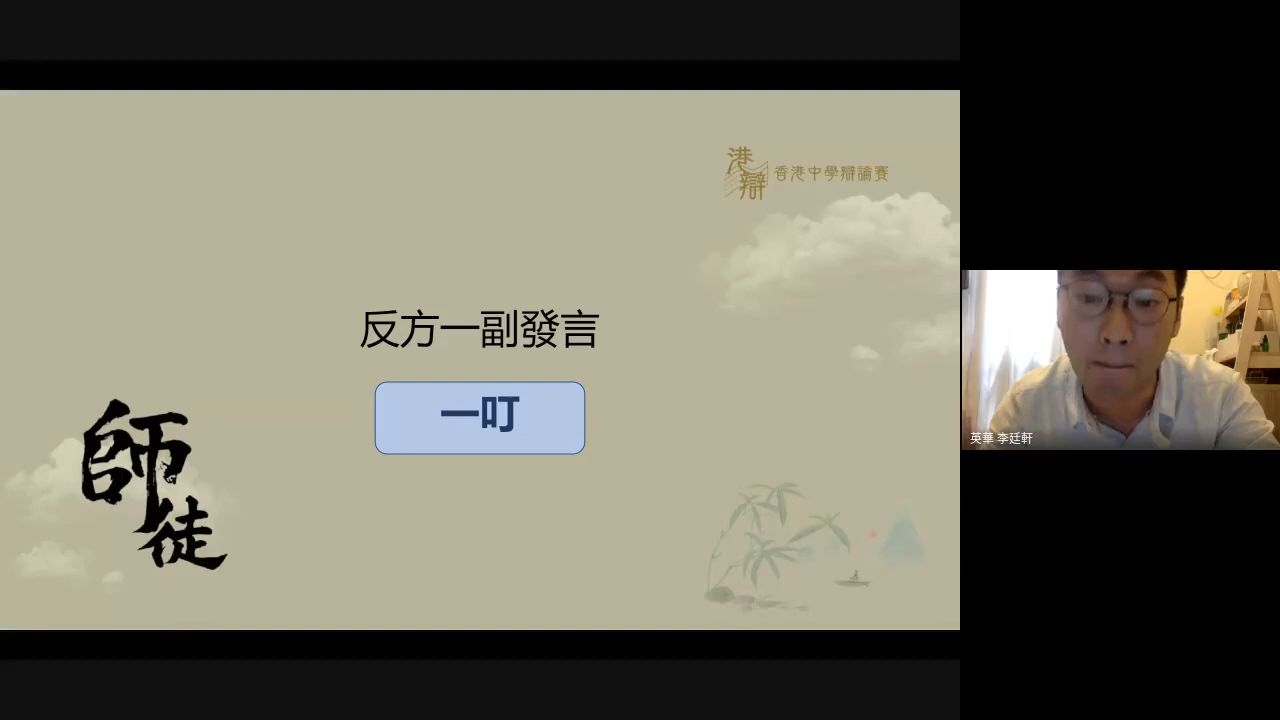 港辯
香港中學辯論賽
反方一副發言
一叮
師徒
英華 李廷軒